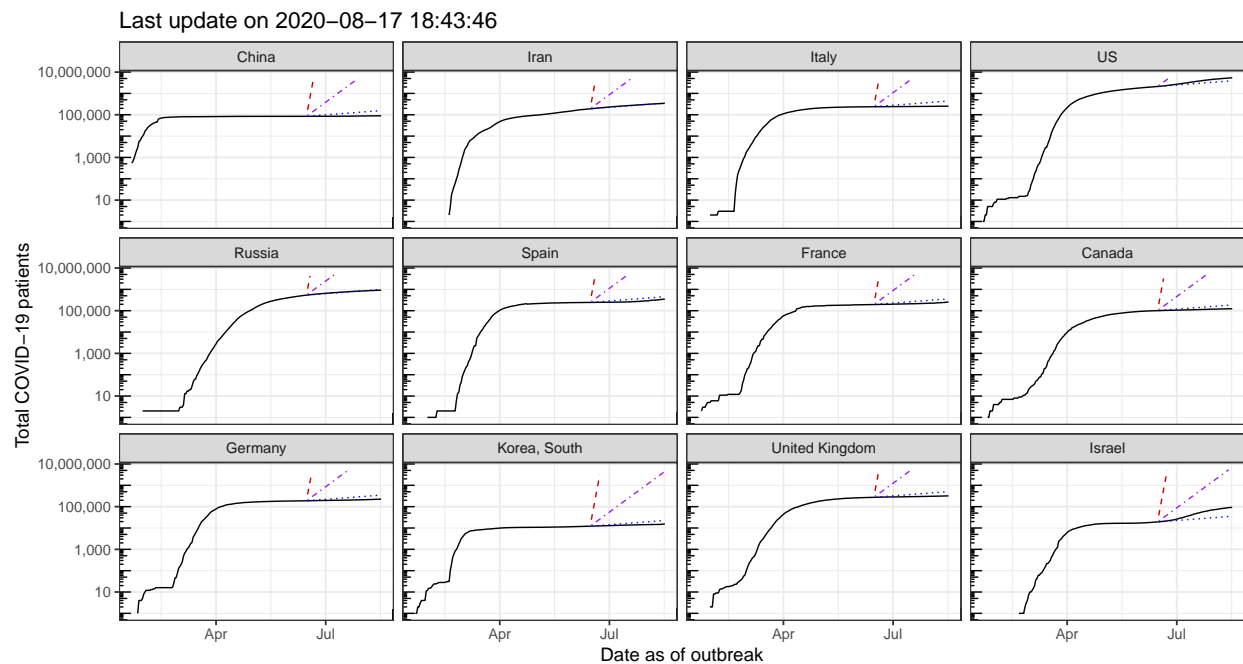 Last update on 2020−08−17 18:43:46
China
Iran
Italy
US
10,000,000
100,000
1,000
10
Russia
Spain
France
Canada
10,000,000
100,000
1,000
10
Germany
Korea, South
United Kingdom
Israel
10,000,000
100,000
1,000
10
Apr Jul Apr Jul Apr Jul Apr Jul
Date as of outbreak
Total COVID−19 patients